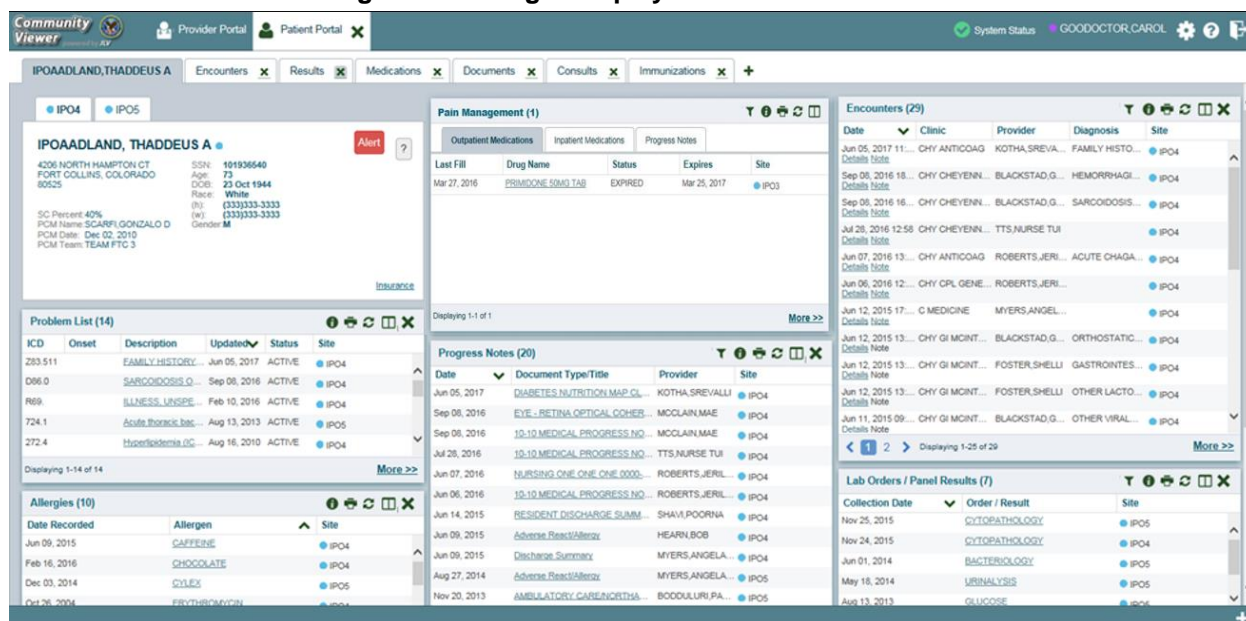 Community
Viewer powered by JLV
Provider Portal
Patient Portal
System Status
GOODOCTOR,CAROL
IPOAADLAND,THADDEUS A
Encounters
Results
Medications
Documents
Consults
Immunizations
IPO4
IPO5
IPOAADLAND, THADDEUS A
Alert
?
4206 NORTH HAMPTON CT
FORT COLLINS, COLORADO
80525
SSN: 101936540
Age: 73
DOB: 23 Oct 1944
Race: White
(h): (333)333-3333
(w): (333)333-3333
Gender: M
SC Percent: 40%
PCM Name: SCARFI,GONZALO D
PCM Date: Dec 02, 2010
PCM Team: TEAM FTC 3
Insurance
Problem List (14)
ICD Onset Description Updated Status Site
Z83.511 FAMILY HISTORY... Jun 05, 2017 ACTIVE IPO4
D86.0 SARCOIDOSIS O... Sep 08, 2016 ACTIVE IPO4
R69. ILLNESS, UNSPE... Feb 10, 2016 ACTIVE IPO4
724.1 Acute thoracic bac... Aug 13, 2013 ACTIVE IPO5
272.4 Hyperlipidemia (IC... Aug 16, 2010 ACTIVE IPO4
Displaying 1-14 of 14
More >>
Allergies (10)
Date Recorded Allergen Site
Jun 09, 2015 CAFFEINE IPO4
Feb 16, 2016 CHOCOLATE IPO4
Dec 03, 2014 CYLEX IPO5
Oct 26, 2004 ERYTHROMYCIN IPO4
Pain Management (1)
Outpatient Medications
Inpatient Medications
Progress Notes
Last Fill Drug Name Status Expires Site
Mar 27, 2016 PRIMIDONE 50MG TAB EXPIRED Mar 25, 2017 IPO3
Displaying 1-1 of 1
More >>
Progress Notes (20)
Date Document Type/Title Provider Site
Jun 05, 2017 DIABETES NUTRITION MAP CL... KOTHA,SREVALLI IPO4
Sep 08, 2016 EYE - RETINA OPTICAL COHER... MCCLAIN,MAE IPO4
Sep 06, 2016 10-10 MEDICAL PROGRESS NO... MCCLAIN,MAE IPO4
Jul 28, 2016 10-10 MEDICAL PROGRESS NO... TTS,NURSE TUI IPO4
Jun 07, 2016 NURSING ONE ONE ONE 0000-... ROBERTS,JERIL... IPO4
Jun 06, 2016 10-10 MEDICAL PROGRESS NO... ROBERTS,JERIL... IPO4
Jun 14, 2015 RESIDENT DISCHARGE SUMM... SHAVI,POORNA IPO4
Jun 09, 2015 Adverse React/Allergy HEARN,BOB IPO4
Jun 09, 2015 Discharge Summary MYERS,ANGELA... IPO4
Aug 27, 2014 Adverse React/Allergy MYERS,ANGELA... IPO5
Nov 20, 2013 AMBULATORY CARE/NORTHA... BODDULURI,PA... IPO5
Encounters (29)
Date Clinic Provider Diagnosis Site
Jun 05, 2017 11:... CHY ANTICOAG KOTHA,SREVA... FAMILY HISTO... IPO4
Details Note
Sep 08, 2016 18... CHY CHEYENN... BLACKSTAD,G... HEMORRHAGI... IPO4
Details Note
Sep 06, 2016 16... CHY CHEYENN... BLACKSTAD,G... SARCOIDOSIS... IPO4
Details Note
Jul 28, 2016 12:58 CHY CHEYENN... TTS,NURSE TUI IPO4
Details Note
Jun 07, 2016 13:... CHY ANTICOAG ROBERTS,JERI... ACUTE CHAGA... IPO4
Details Note
Jun 06, 2016 12:... CHY CPL GENE... ROBERTS,JERI... IPO4
Details Note
Jun 12, 2015 17:... C MEDICINE MYERS,ANGEL... IPO4
Details Note
Jun 12, 2015 13:... CHY GI MCINT... BLACKSTAD,G... ORTHOSTATIC... IPO4
Details Note
Jun 12, 2015 13:... CHY GI MCINT... FOSTER,SHELLI GASTROINTES... IPO4
Details Note
Jun 12, 2015 13:... CHY GI MCINT... FOSTER,SHELLI OTHER LACTO... IPO4
Details Note
Jun 11, 2015 09:... CHY GI MCINT... BLACKSTAD,G... OTHER VIRAL... IPO4
Details Note
1 2 Displaying 1-25 of 29
More >>
Lab Orders / Panel Results (7)
Collection Date Order / Result Site
Nov 25, 2015 CYTOPATHOLOGY IPO5
Nov 24, 2015 CYTOPATHOLOGY IPO4
Jun 01, 2014 BACTERIOLOGY IPO5
May 18, 2014 URINALYSIS IPO5
Aug 13, 2013 GLUCOSE IPO5